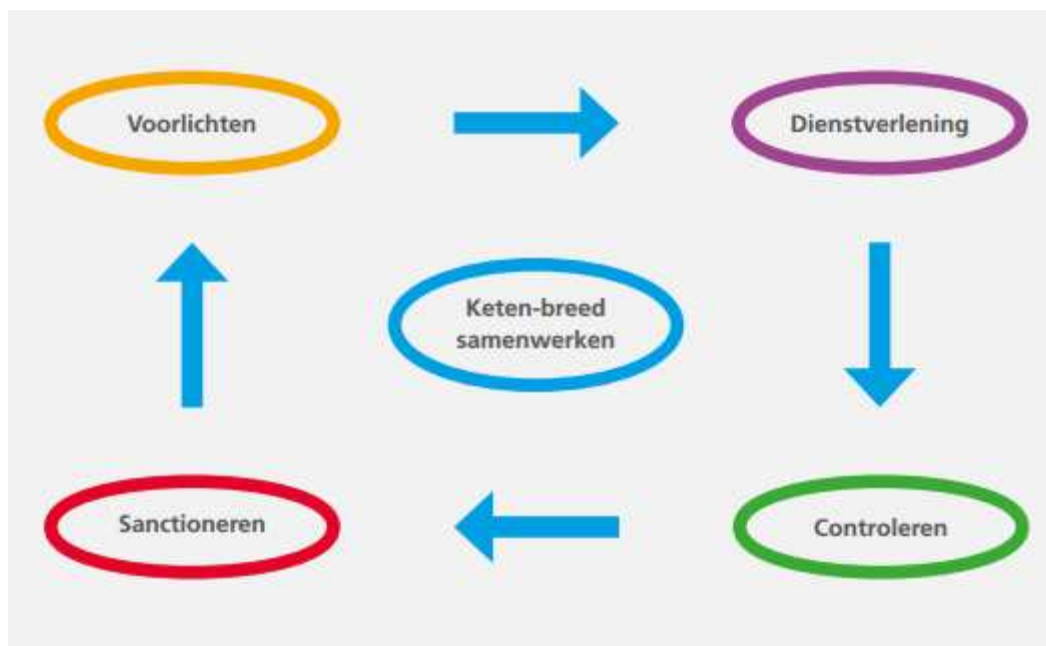 Voorlichten
Dienstverlening
Keten-breed
samenwerken
Sanctioneren
Controleren